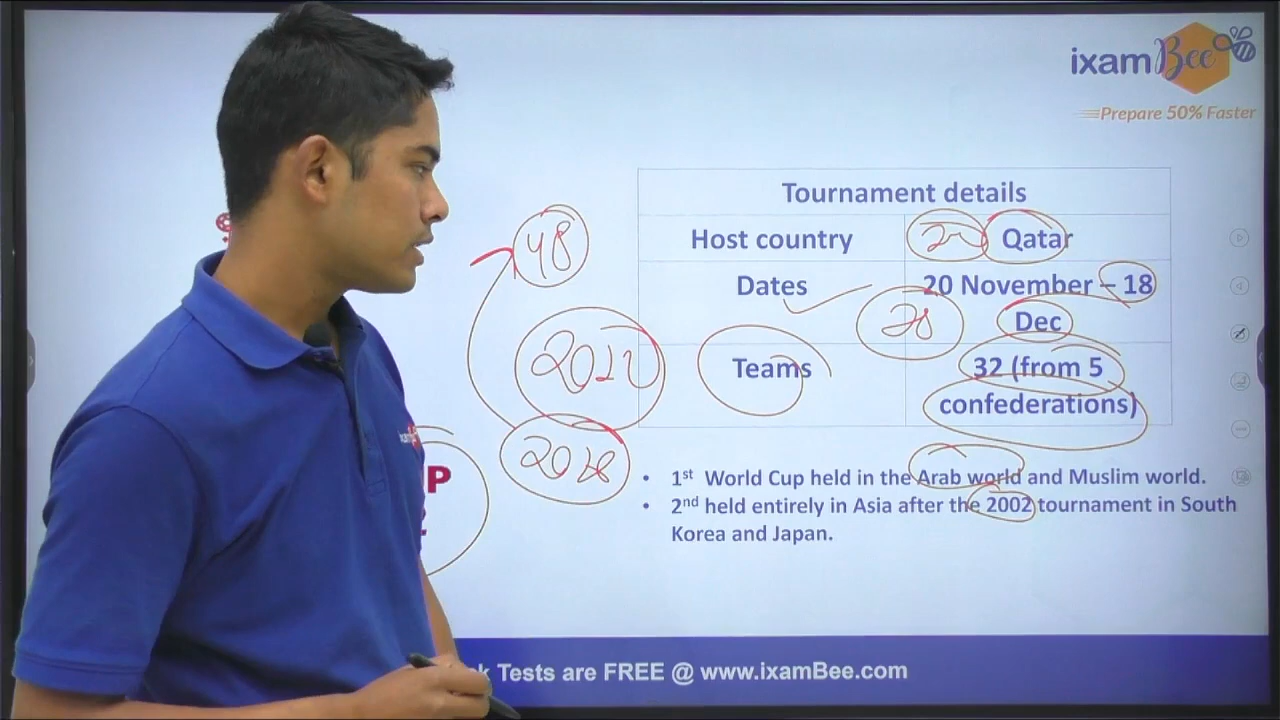 ixamBee
Prepare 50% Faster
Tournament details
Host country
22 Qatar
Dates
20 November – 18
Dec
28
Teams
32 (from 5
confederations)
48
2022
P
• 1st World Cup held in the Arab world and Muslim world.
• 2nd held entirely in Asia after the 2002 tournament in South
Korea and Japan.
Tests are FREE @ www.ixamBee.com